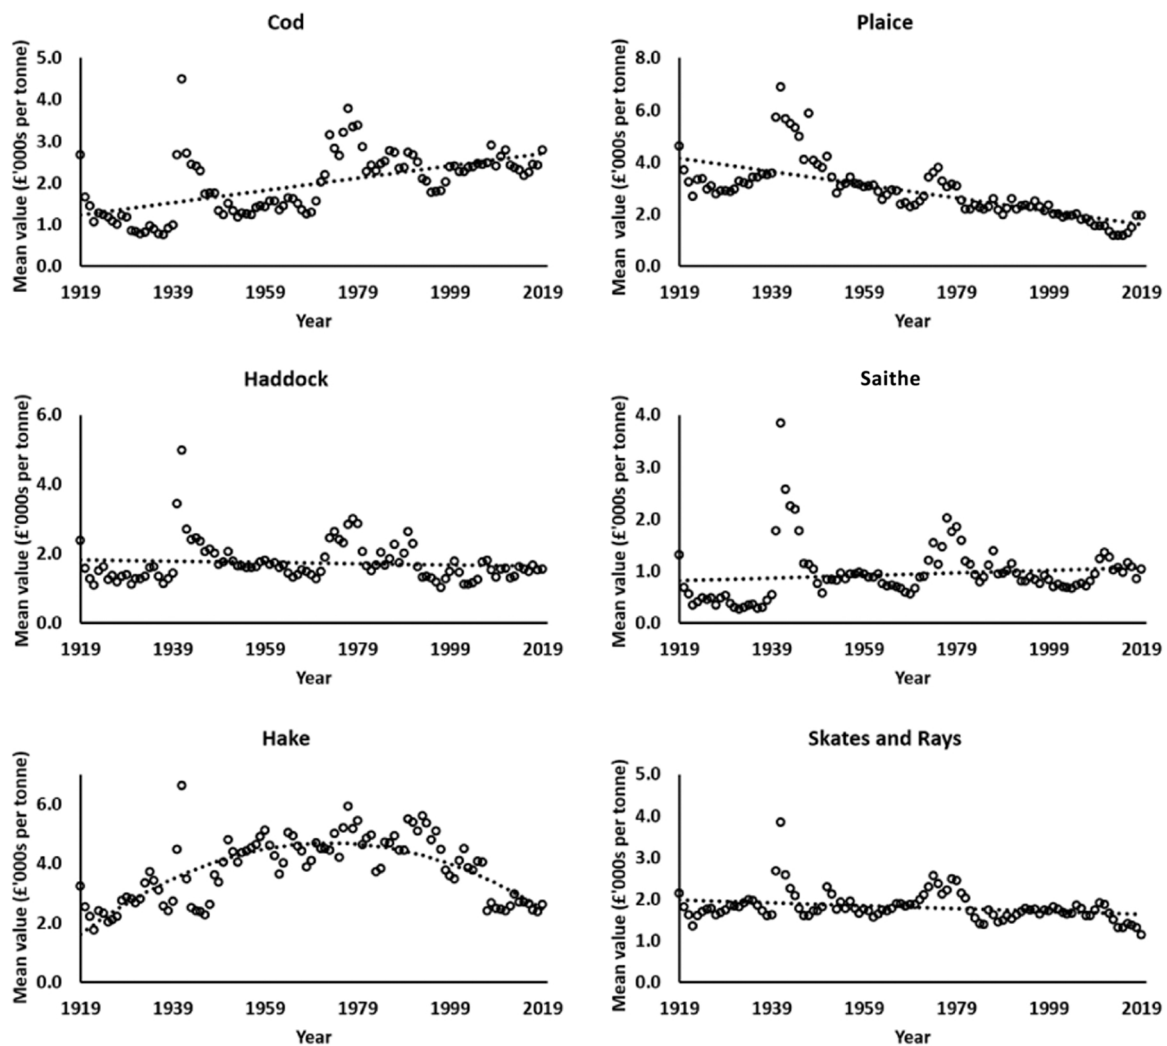 Cod
Mean value (£'000s per tonne)
5.0
4.0
3.0
2.0
1.0
0.0
1919 1939 1959 1979 1999 2019
Year
Plaice
Mean value (£'000s per tonne)
8.0
6.0
4.0
2.0
0.0
1919 1939 1959 1979 1999 2019
Year
Haddock
Mean value (£'000s per tonne)
6.0
4.0
2.0
0.0
1919 1939 1959 1979 1999 2019
Year
Saithe
Mean value (£'000s per tonne)
4.0
3.0
2.0
1.0
0.0
1919 1939 1959 1979 1999 2019
Year
Hake
Mean value (£'000s per tonne)
6.0
4.0
2.0
0.0
1919 1939 1959 1979 1999 2019
Year
Skates and Rays
Mean value (£'000s per tonne)
5.0
4.0
3.0
2.0
1.0
0.0
1919 1939 1959 1979 1999 2019
Year